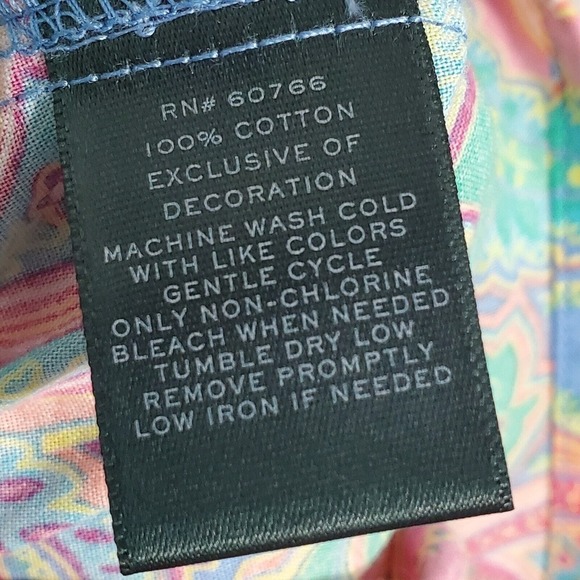 RN# 60766
100% COTTON
EXCLUSIVE OF
DECORATION
MACHINE WASH COLD
WITH LIKE COLORS
GENTLE CYCLE
ONLY NON-CHLORINE
BLEACH WHEN NEEDED
TUMBLE DRY LOW
REMOVE PROMPTLY
LOW IRON IF NEEDED